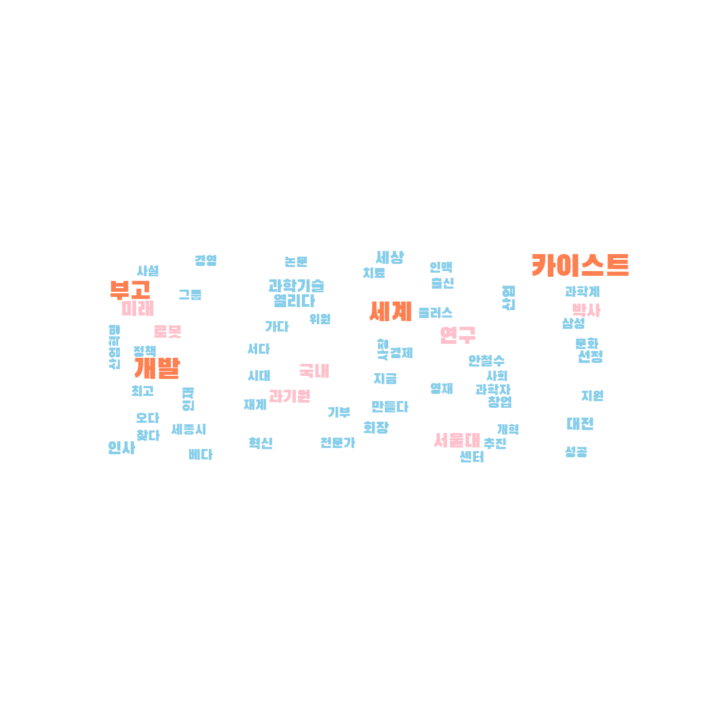 경영
논문
세상
카이스트
사설
치료
인맥
출신
부고
그룹
과학기술
열리다
과학계
미래
세계
플러스
박사
위원
삼성
로봇
가다
연구
문화
정책
서다
경제
선정
개발
국내
안철수
시대
지금
사회
최고
영재
과학자
지원
인재
과기원
창업
재계
기부
만들다
오다
회장
대전
세종시
개혁
찾다
서울대
추진
인사
혁신
전문가
베다
센터
성공